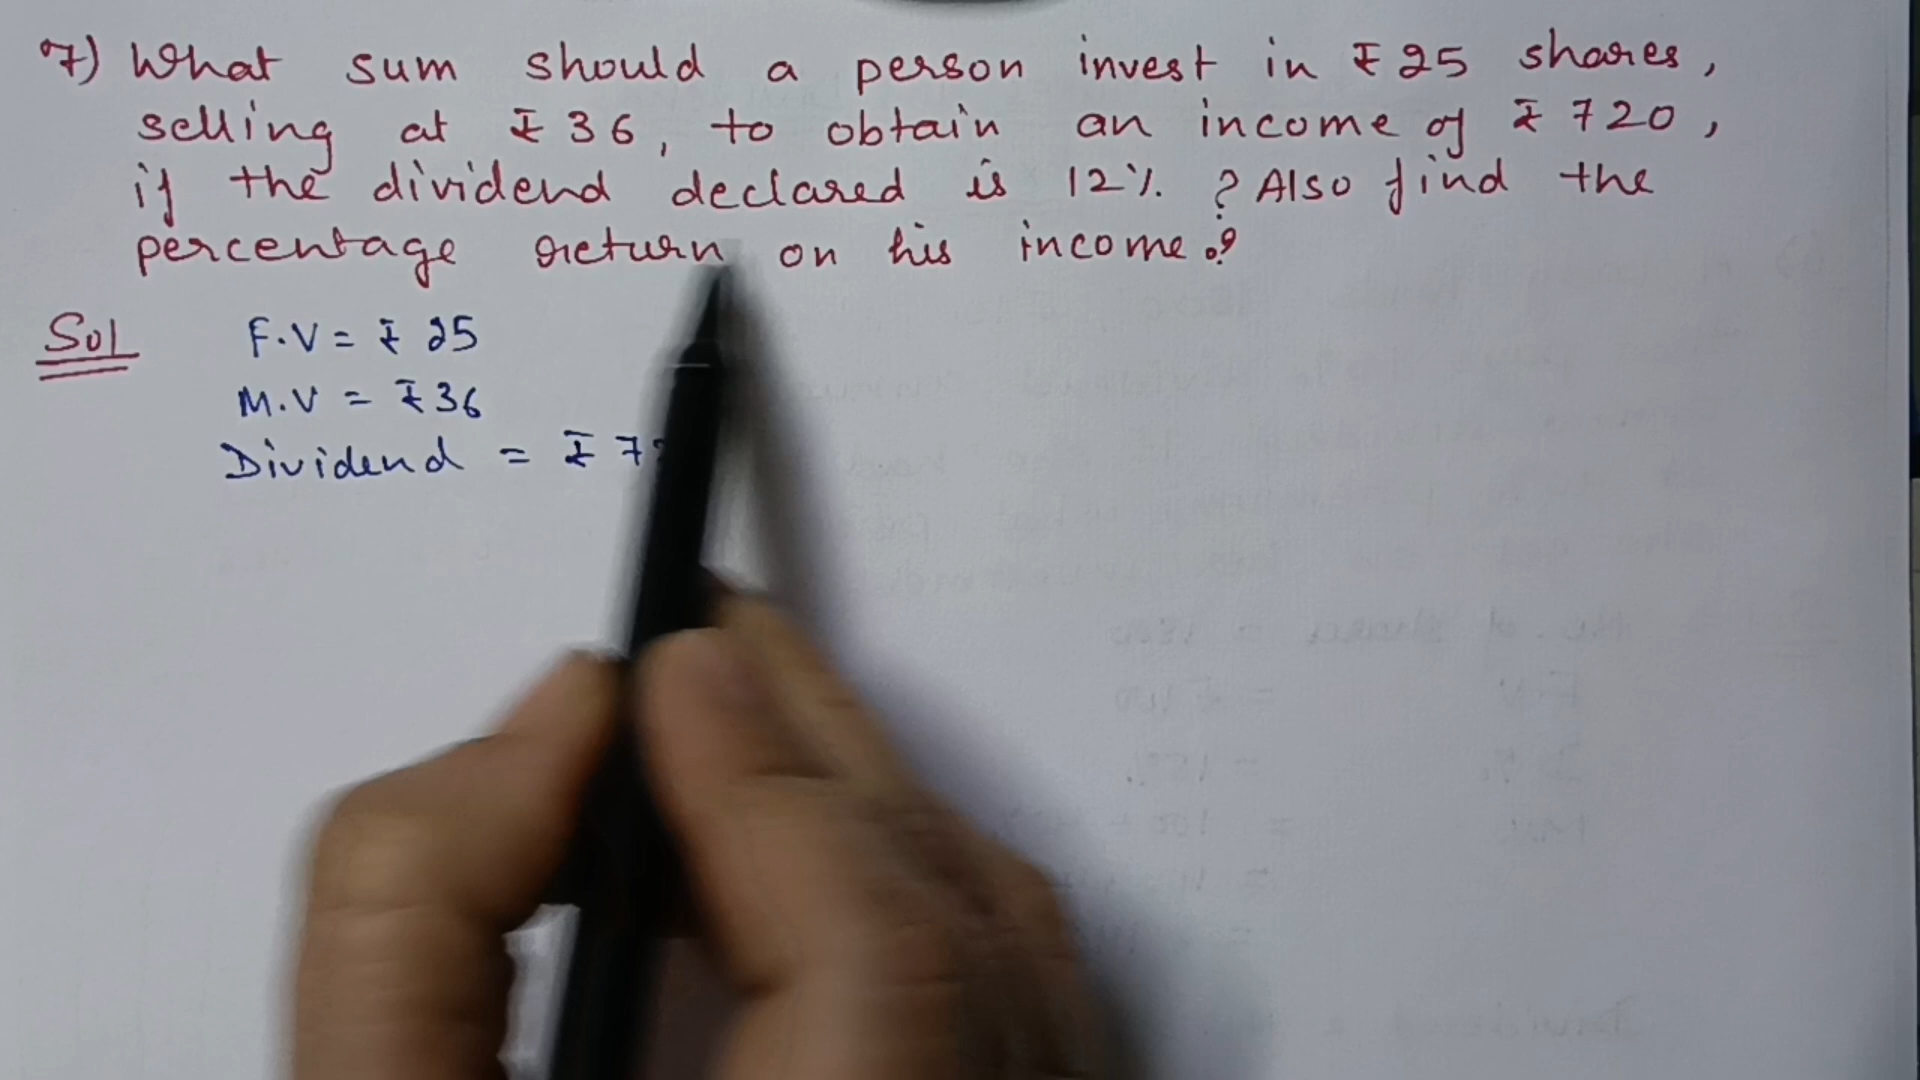 7) What sum should a person invest in ₹25 shares,
selling at ₹36, to obtain an income of ₹720,
if the dividend declared is 12%. ? Also find the
percentage return on his income.?
Sol
F.V = ₹ 25
M.V = ₹36
Dividend = ₹